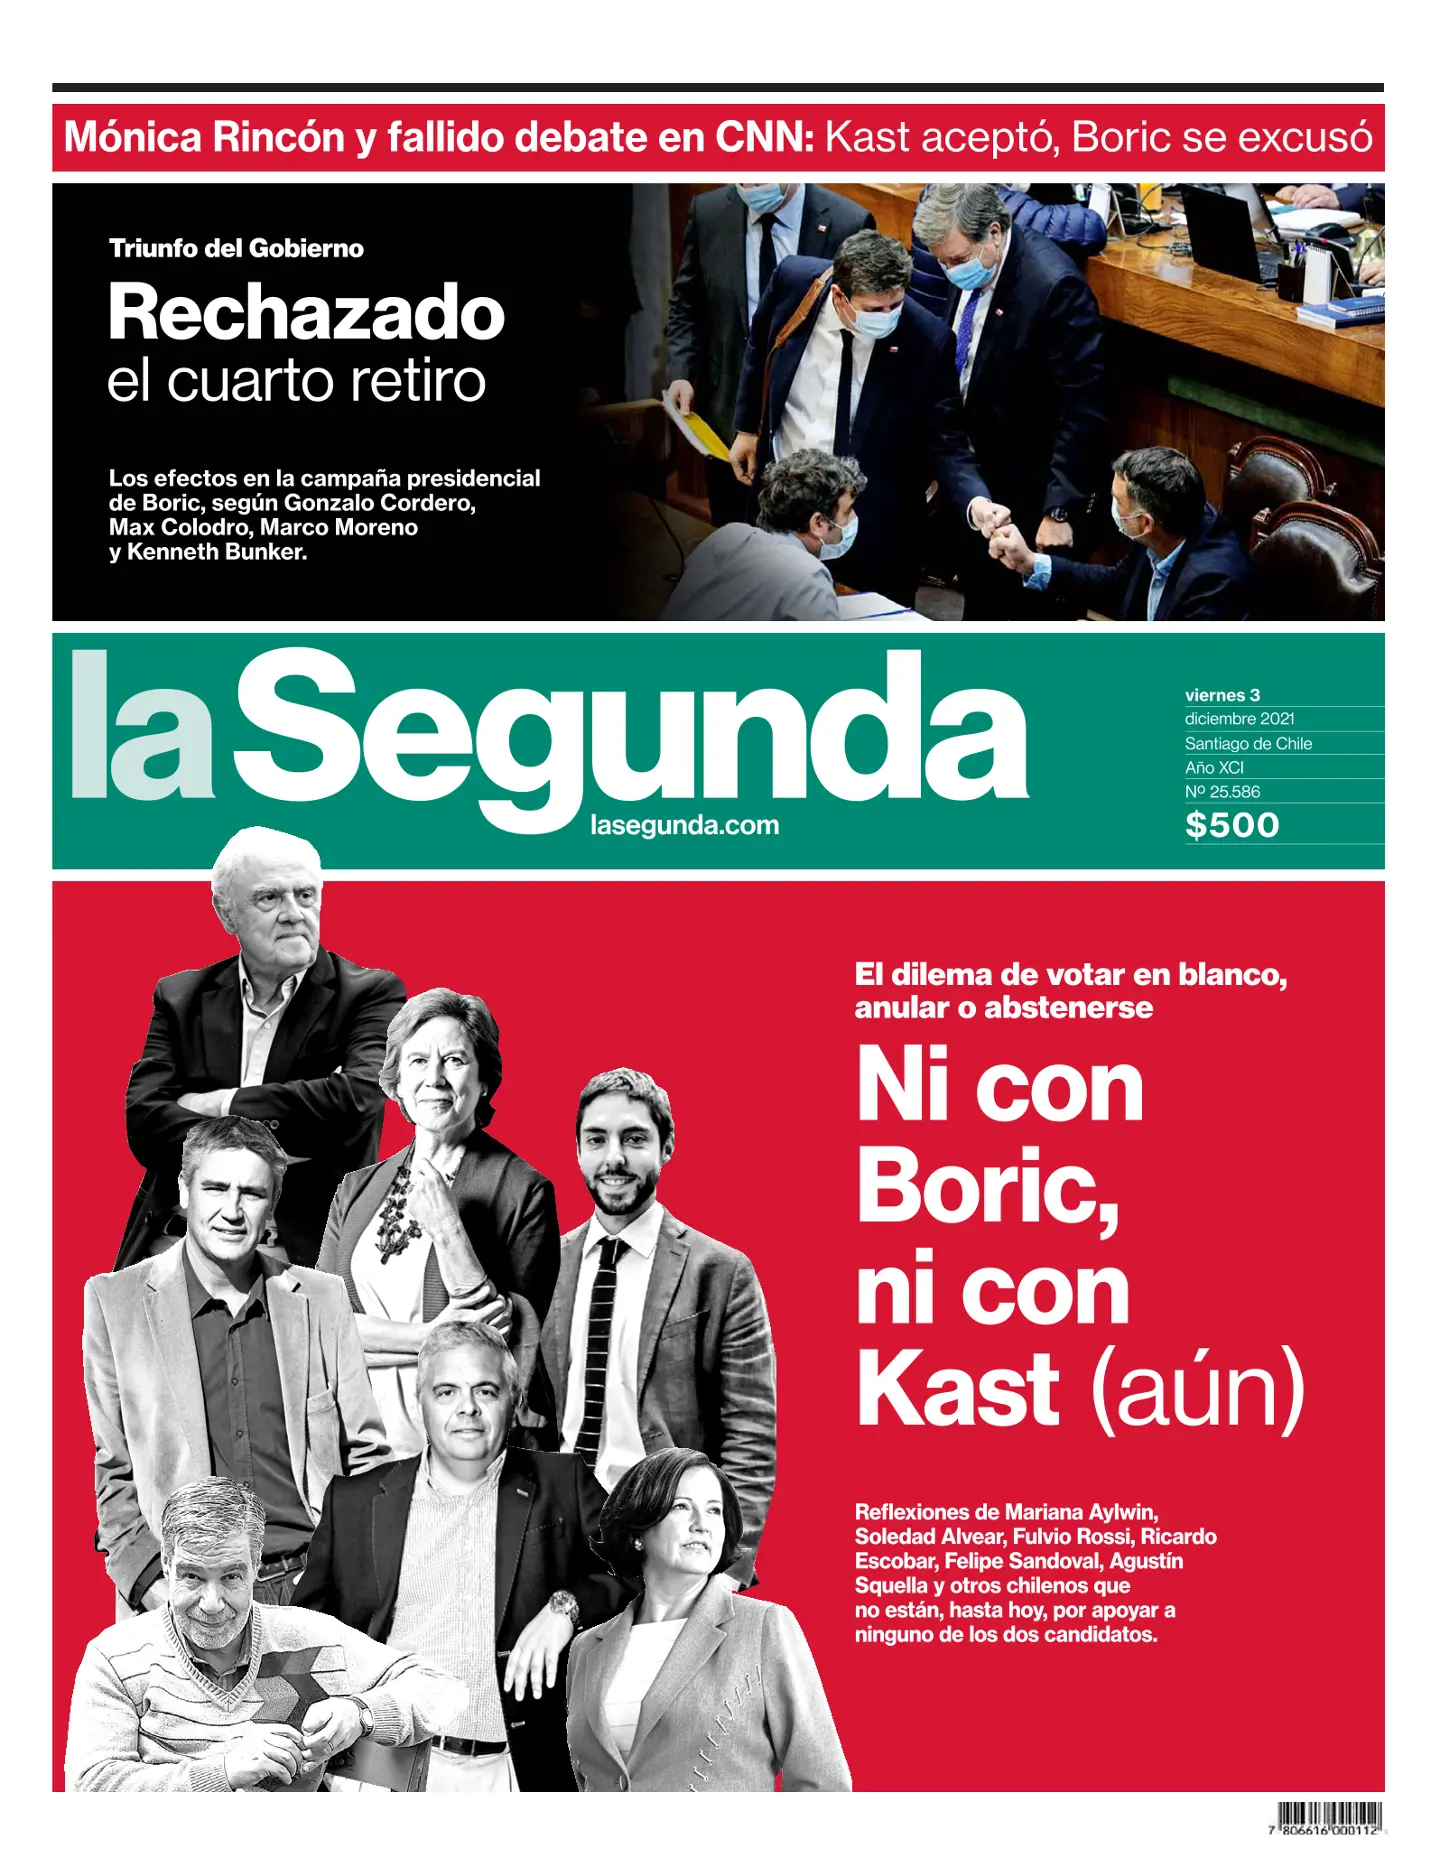 Mónica Rincón y fallido debate en CNN: Kast aceptó, Boric se excusó
Triunfo del Gobierno
Rechazado
el cuarto retiro
Los efectos en la campaña presidencial
de Boric, según Gonzalo Cordero,
Max Colodro, Marco Moreno
y Kenneth Bunker.
la Segunda
lasegunda.com
viernes 3
diciembre 2021
Santiago de Chile
Año XCI
Nº 25.586
$500
El dilema de votar en blanco,
anular o abstenerse
Ni con
Boric,
ni con
Kast (aún)
Reflexiones de Mariana Aylwin,
Soledad Alvear, Fulvio Rossi, Ricardo
Escobar, Felipe Sandoval, Agustín
Squella y otros chilenos que
no están, hasta hoy, por apoyar a
ninguno de los dos candidatos.
7 806616 000112